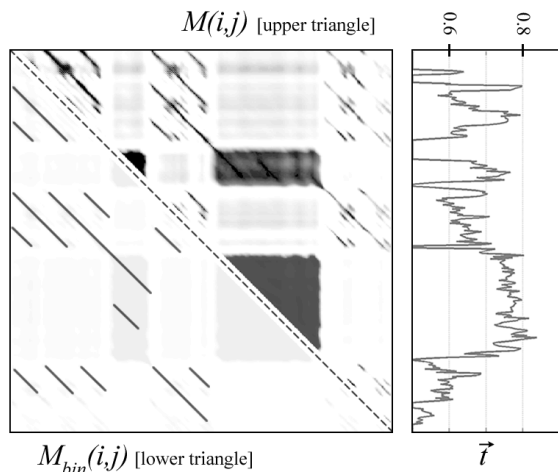 M(i,j) [upper triangle]
0.6
0.8
M_bin(i,j) [lower triangle]
t⃗